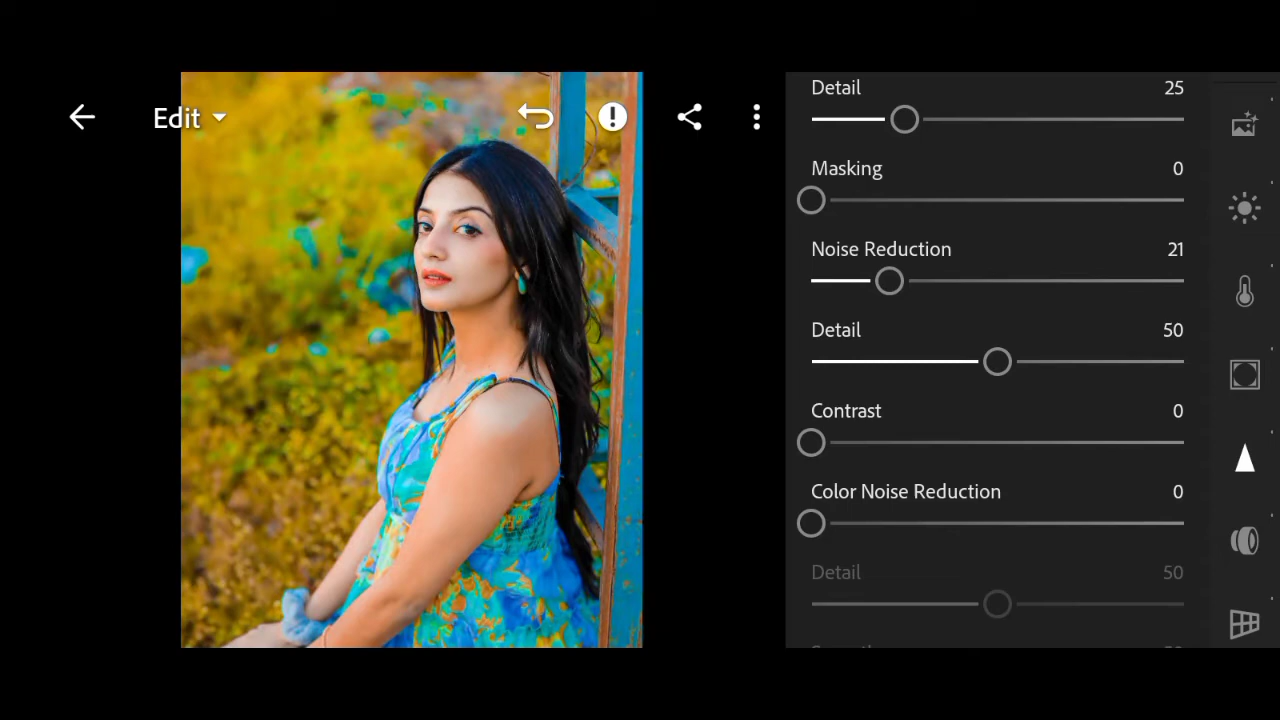 Edit
Detail 25
Masking 0
Noise Reduction 21
Detail 50
Contrast 0
Color Noise Reduction 0
Detail 50